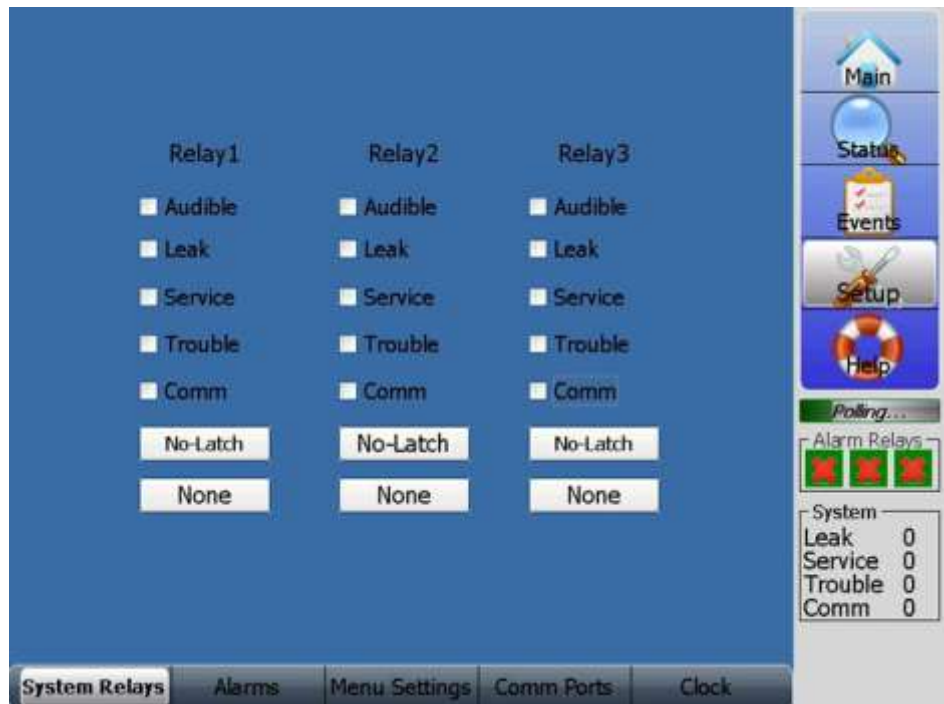 Relay1 Relay2 Relay3
Audible Audible Audible
Leak Leak Leak
Service Service Service
Trouble Trouble Trouble
Comm Comm Comm
No-Latch No-Latch No-Latch
None None None
System Relays Alarms Menu Settings Comm Ports Clock
Main
Status
Events
Setup
Help
Polling...
Alarm Relays
System
Leak 0
Service 0
Trouble 0
Comm 0